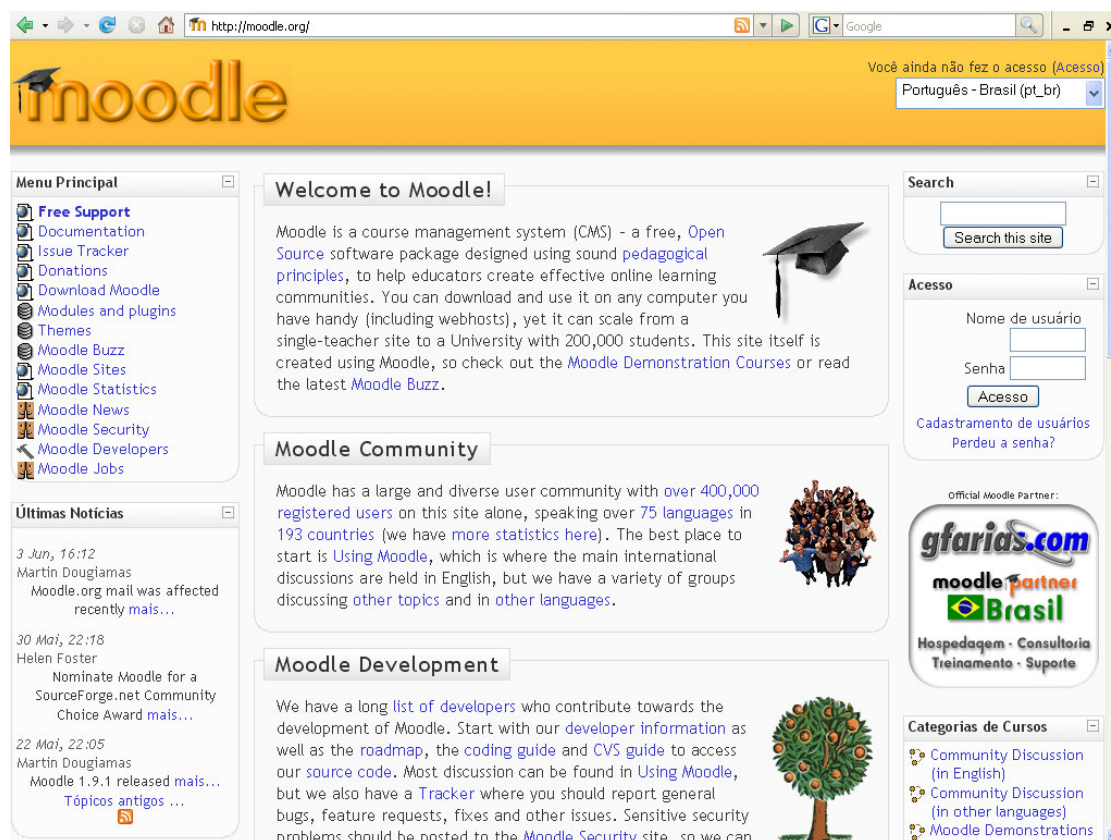 http://moodle.org/
Google
moodle
Você ainda não fez o acesso (Acesso)
Português - Brasil (pt_br)
Menu Principal
Free Support
Documentation
Issue Tracker
Donations
Download Moodle
Modules and plugins
Themes
Moodle Buzz
Moodle Sites
Moodle Statistics
Moodle News
Moodle Security
Moodle Developers
Moodle Jobs
Últimas Notícias
3 Jun, 16:12
Martin Dougiamas
Moodle.org mail was affected
recently mais...
30 Mai, 22:18
Helen Foster
Nominate Moodle for a
SourceForge.net Community
Choice Award mais...
22 Mai, 22:05
Martin Dougiamas
Moodle 1.9.1 released mais...
Tópicos antigos ...
Welcome to Moodle!
Moodle is a course management system (CMS) - a free, Open
Source software package designed using sound pedagogical
principles, to help educators create effective online learning
communities. You can download and use it on any computer you
have handy (including webhosts), yet it can scale from a
single-teacher site to a University with 200,000 students. This site itself is
created using Moodle, so check out the Moodle Demonstration Courses or read
the latest Moodle Buzz.
Moodle Community
Moodle has a large and diverse user community with over 400,000
registered users on this site alone, speaking over 75 languages in
193 countries (we have more statistics here). The best place to
start is Using Moodle, which is where the main international
discussions are held in English, but we have a variety of groups
discussing other topics and in other languages.
Moodle Development
We have a long list of developers who contribute towards the
development of Moodle. Start with our developer information as
well as the roadmap, the coding guide and CVS guide to access
our source code. Most discussion can be found in Using Moodle,
but we also have a Tracker where you should report general
bugs, feature requests, fixes and other issues. Sensitive security
problems should be posted to the Moodle Security site, so we can
Search
Search this site
Acesso
Nome de usuário
Senha
Acesso
Cadastramento de usuários
Perdeu a senha?
Official Moodle Partner:
gfarias.com
moodle partner
Brasil
Hospedagem - Consultoria
Treinamento - Suporte
Categorias de Cursos
Community Discussion
(in English)
Community Discussion
(in other languages)
Moodle Demonstrations